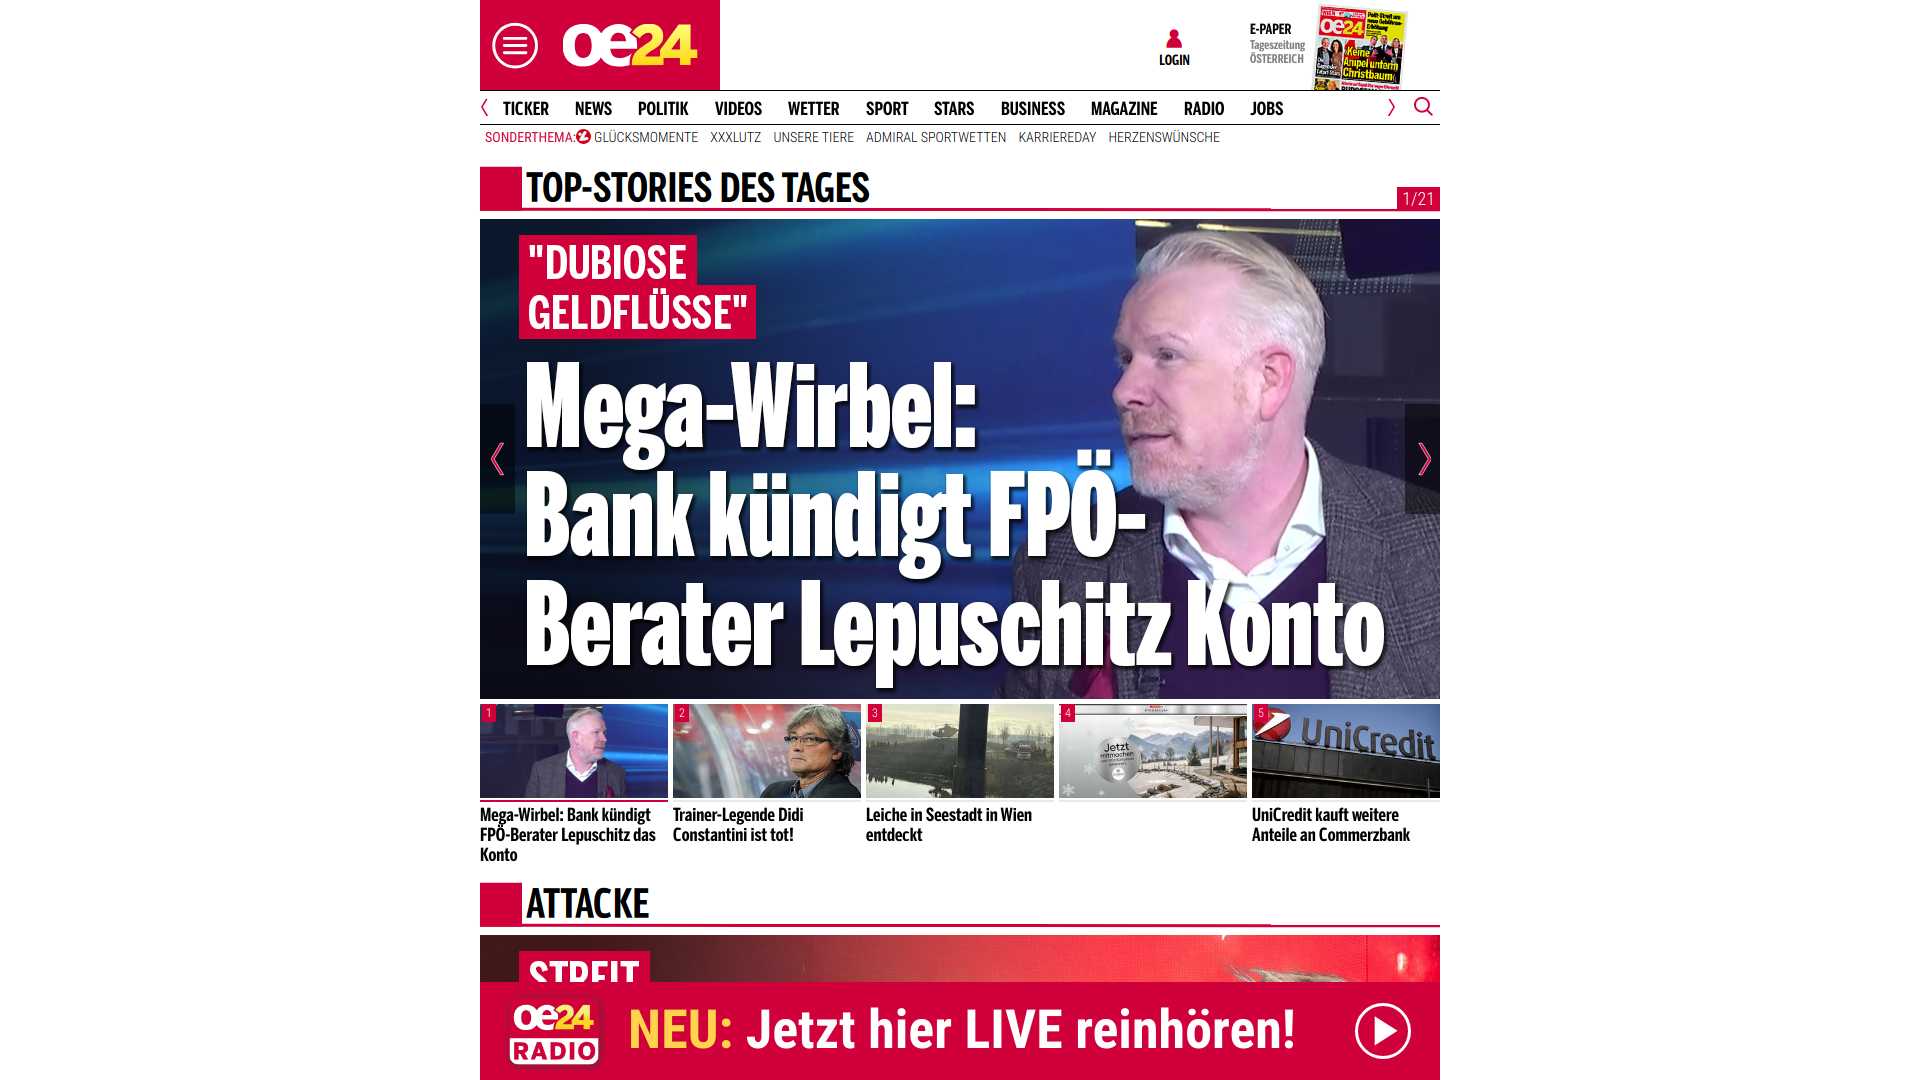 oe24
LOGIN
E-PAPER
Tageszeitung
ÖSTERREICH
oe24
Keine
Ampel unterm
Christbaum
TICKER NEWS POLITIK VIDEOS WETTER SPORT STARS BUSINESS MAGAZINE RADIO JOBS
SONDERTHEMA: GLÜCKSMOMENTE XXXLUTZ UNSERE TIERE ADMIRAL SPORTWETTEN KARRIEREDAY HERZENSWÜNSCHE
TOP-STORIES DES TAGES
1/21
"DUBIOSE
GELDFLÜSSE"
Mega-Wirbel:
Bank kündigt FPÖ-
Berater Lepuschitz Konto
1
2
3
4
5
Jetzt
mitmachen
UniCredit
Mega-Wirbel: Bank kündigt
FPÖ-Berater Lepuschitz das
Konto
Trainer-Legende Didi
Constantini ist tot!
Leiche in Seestadt in Wien
entdeckt
UniCredit kauft weitere
Anteile an Commerzbank
ATTACKE
STREIT
oe24
RADIO
NEU: Jetzt hier LIVE reinhören!